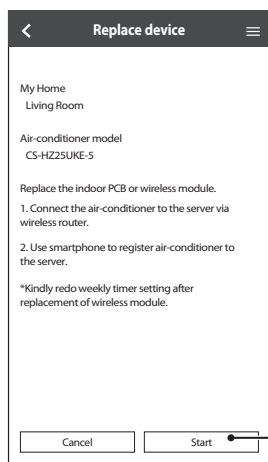 Replace device
My Home
Living Room
Air-conditioner model
CS-HZ25UKE-5
Replace the indoor PCB or wireless module.
1. Connect the air-conditioner to the server via
wireless router.
2. Use smartphone to register air-conditioner to
the server.
*Kindly redo weekly timer setting after
replacement of wireless module.
Cancel Start